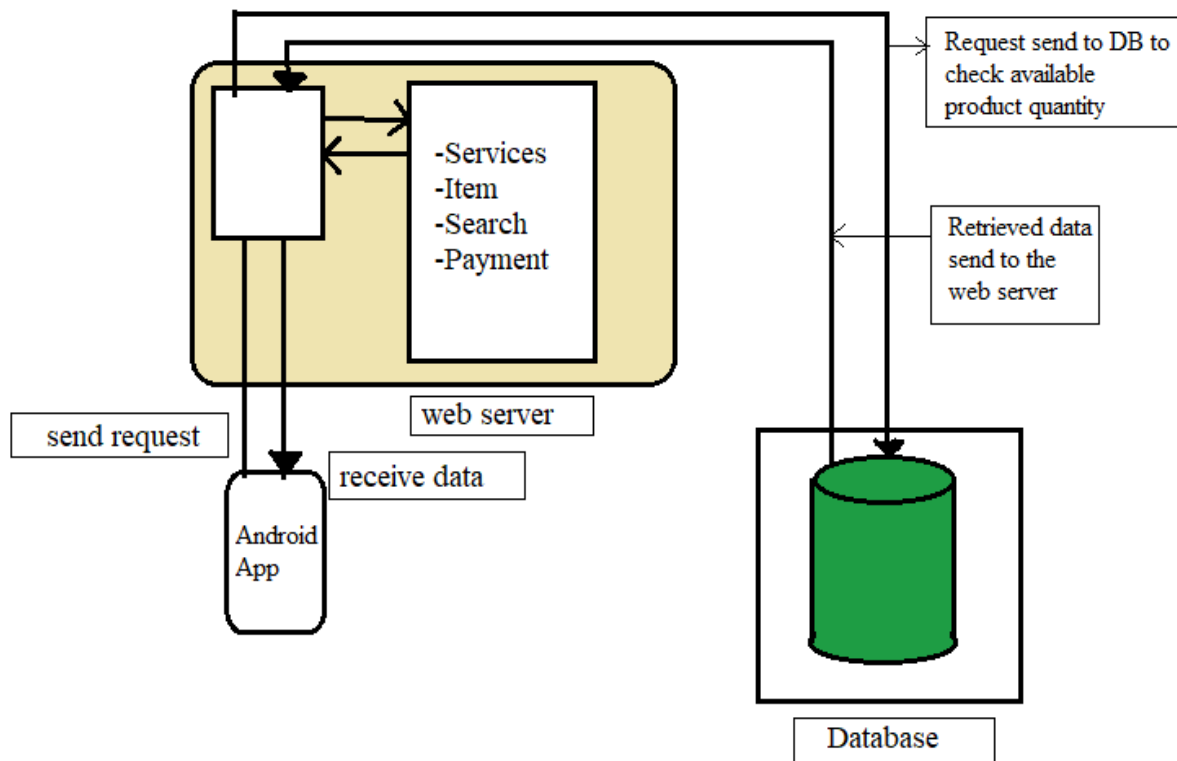 Request send to DB to
check available
product quantity
-Services
-Item
-Search
-Payment
Retrieved data
send to the
web server
web server
send request
receive data
Android
App
Database